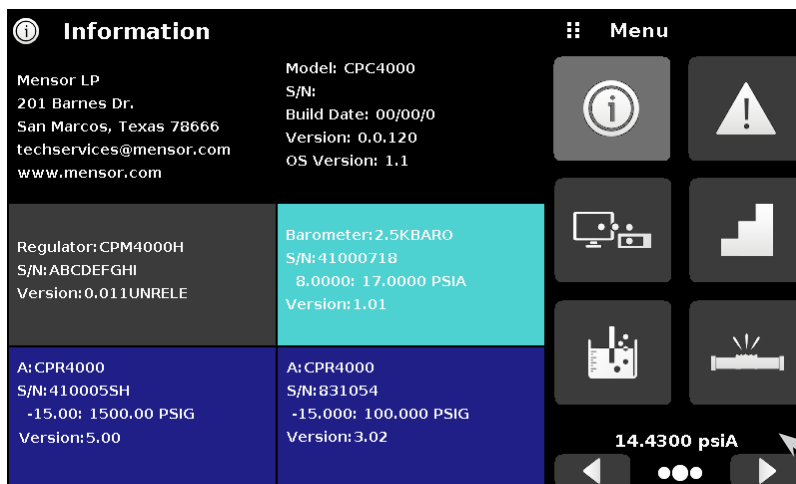 Information
Mensor LP
201 Barnes Dr.
San Marcos, Texas 78666
techservices@mensor.com
www.mensor.com
Model: CPC4000
S/N:
Build Date: 00/00/0
Version: 0.0.120
OS Version: 1.1
Regulator:CPM4000H
S/N:ABCDEFGHI
Version:0.011UNRELE
Barometer:2.5KBARO
S/N:41000718
8.0000: 17.0000 PSIA
Version:1.01
A:CPR4000
S/N:410005SH
-15.00: 1500.00 PSIG
Version:5.00
A:CPR4000
S/N:831054
-15.000: 100.000 PSIG
Version:3.02
Menu
14.4300 psiA